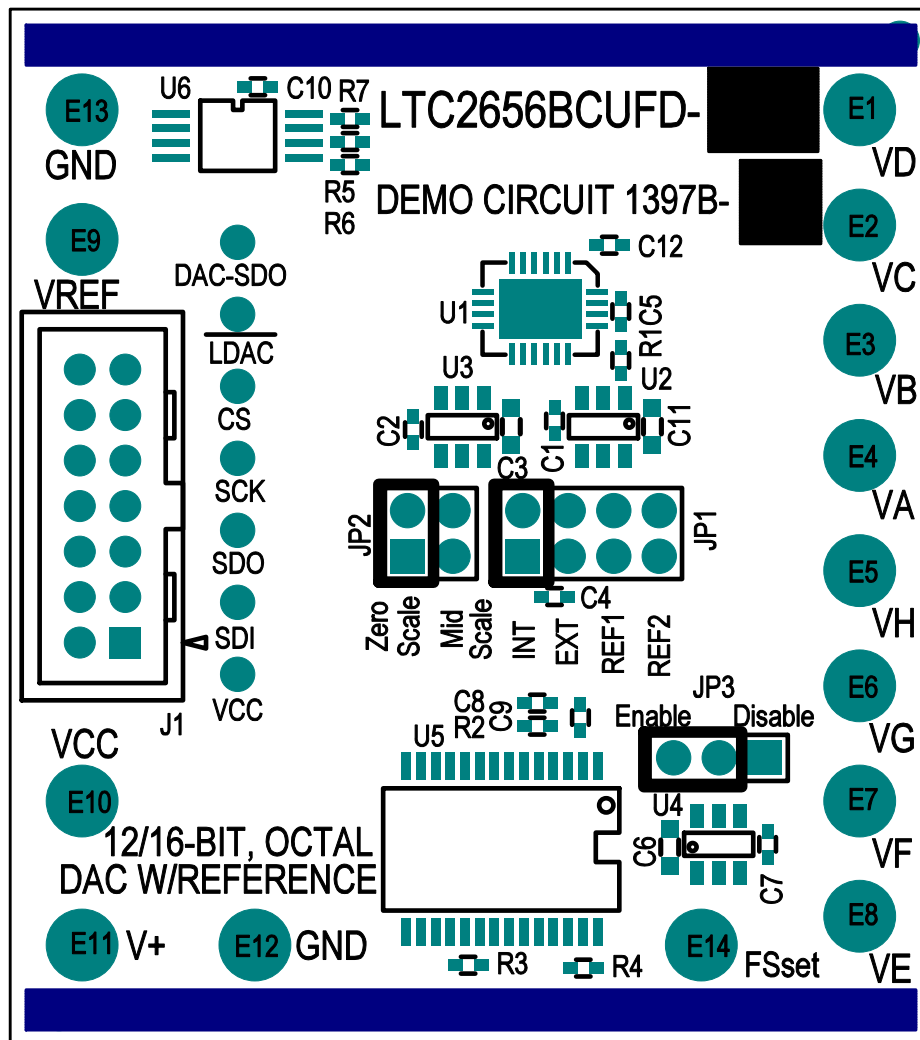 E13
GND
U6
C10
R7
R5
R6
LTC2656BCUFD-
E1
VD
DEMO CIRCUIT 1397B-
E2
VC
E9
VREF
DAC-SDO
LDAC
CS
SCK
SDO
SDI
VCC
J1
C12
U1
C5
R1
U3
U2
C2
C3
C1
C11
E3
VB
E4
VA
JP2
JP1
Zero
Scale
Mid
Scale
INT
EXT
REF1
REF2
C4
E5
VH
E6
VG
C8
R2
C9
JP3
Enable
Disable
U5
U4
C6
C7
VCC
E10
12/16-BIT, OCTAL
DAC W/REFERENCE
E7
VF
E11
V+
E12
GND
R3
R4
E14
FSset
E8
VE